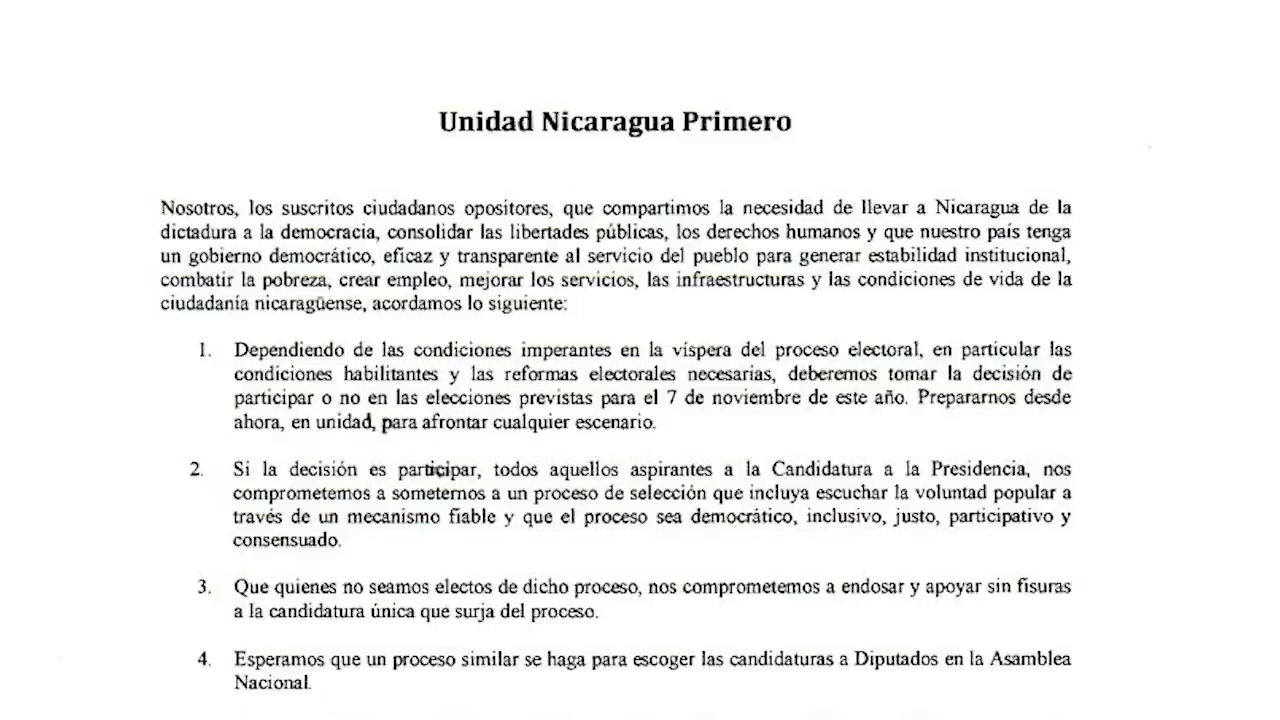 Unidad Nicaragua Primero
Nosotros, los suscritos ciudadanos opositores, que compartimos la necesidad de llevar a Nicaragua de la
dictadura a la democracia, consolidar las libertades públicas, los derechos humanos y que nuestro país tenga
un gobierno democrático, eficaz y transparente al servicio del pueblo para generar estabilidad institucional,
combatir la pobreza, crear empleo, mejorar los servicios, las infraestructuras y las condiciones de vida de la
ciudadanía nicaragüense, acordamos lo siguiente:
1. Dependiendo de las condiciones imperantes en la víspera del proceso electoral, en particular las
condiciones habilitantes y las reformas electorales necesarias, deberemos tomar la decisión de
participar o no en las elecciones previstas para el 7 de noviembre de este año. Prepararnos desde
ahora, en unidad, para afrontar cualquier escenario.
2. Si la decisión es participar, todos aquellos aspirantes a la Candidatura a la Presidencia, nos
comprometemos a someternos a un proceso de selección que incluya escuchar la voluntad popular a
través de un mecanismo fiable y que el proceso sea democrático, inclusivo, justo, participativo y
consensuado.
3. Que quienes no seamos electos de dicho proceso, nos comprometemos a endosar y apoyar sin fisuras
a la candidatura única que surja del proceso.
4. Esperamos que un proceso similar se haga para escoger las candidaturas a Diputados en la Asamblea
Nacional.